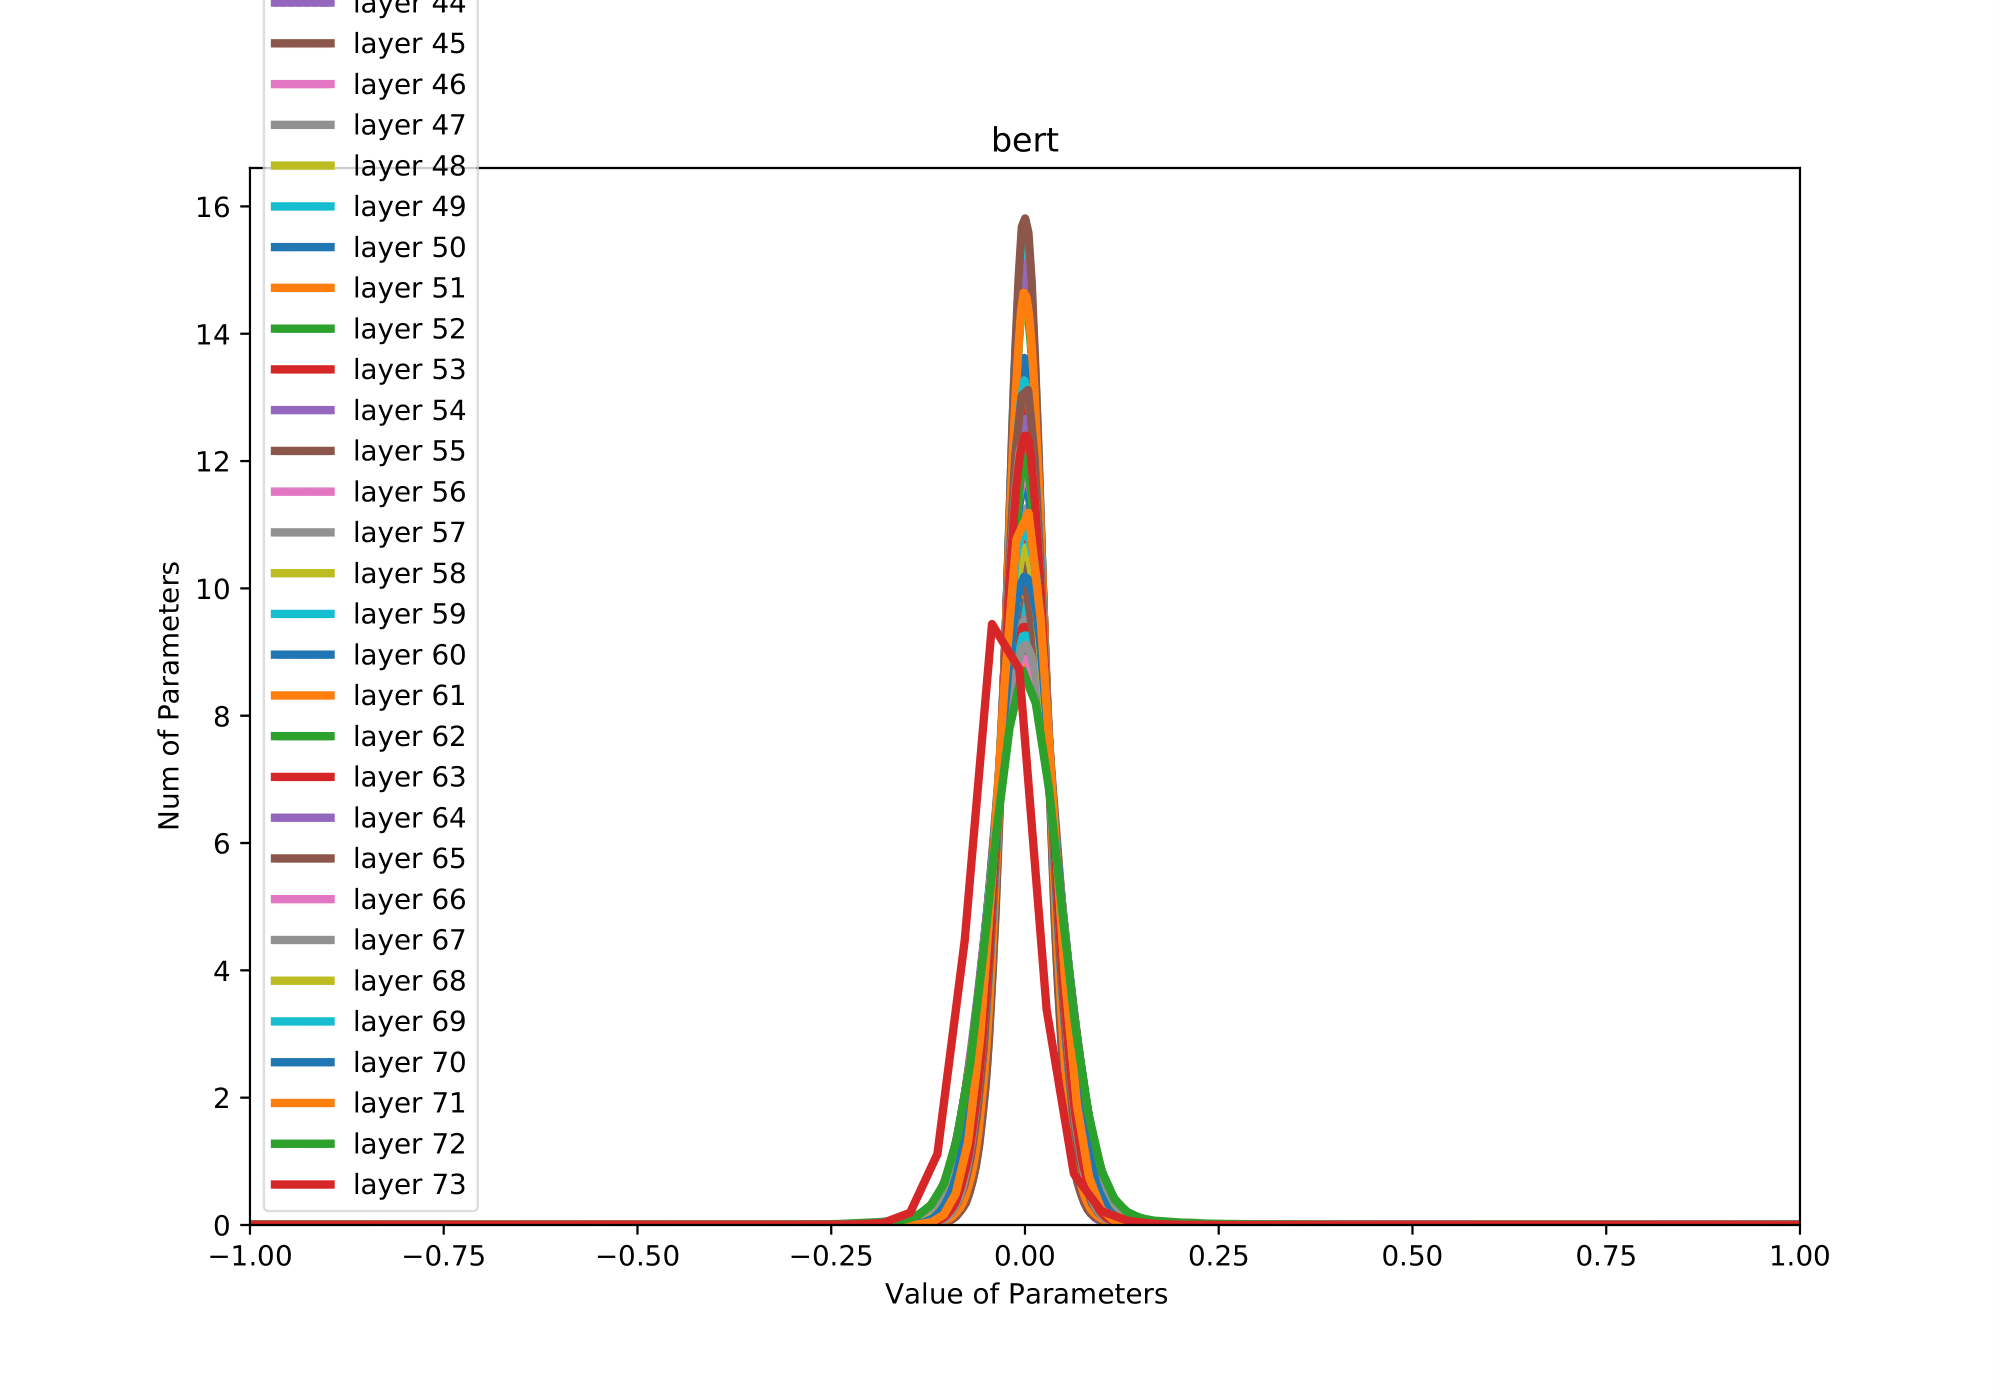 layer 44
layer 45
layer 46
layer 47
bert
layer 48
layer 49
layer 50
layer 51
layer 52
layer 53
layer 54
layer 55
layer 56
layer 57
layer 58
layer 59
layer 60
layer 61
layer 62
layer 63
layer 64
layer 65
layer 66
layer 67
layer 68
layer 69
layer 70
layer 71
layer 72
layer 73
Num of Parameters
16
14
12
10
8
6
4
2
0
−1.00 −0.75 −0.50 −0.25 0.00 0.25 0.50 0.75 1.00
Value of Parameters